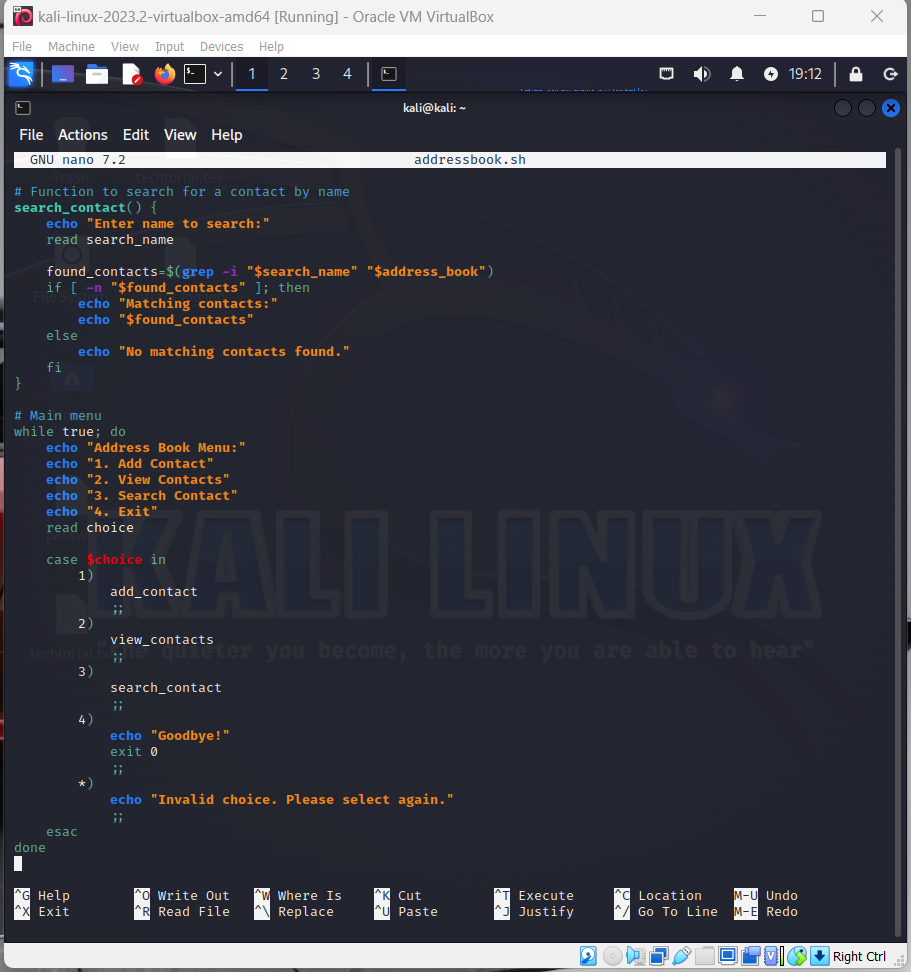 kali-linux-2023.2-virtualbox-amd64 [Running] - Oracle VM VirtualBox
File Machine View Input Devices Help
1 2 3 4 19:12
kali@kali: ~
File Actions Edit View Help
GNU nano 7.2 addressbook.sh
# Function to search for a contact by name
search_contact() {
    echo "Enter name to search:"
    read search_name
    found_contacts=$(grep -i "$search_name" "$address_book")
    if [ -n "$found_contacts" ]; then
        echo "Matching contacts:"
        echo "$found_contacts"
    else
        echo "No matching contacts found."
    fi
}
# Main menu
while true; do
    echo "Address Book Menu:"
    echo "1. Add Contact"
    echo "2. View Contacts"
    echo "3. Search Contact"
    echo "4. Exit"
    read choice
    case $choice in
        1)
            add_contact
            ;;
        2)
            view_contacts
            ;;
        3)
            search_contact
            ;;
        4)
            echo "Goodbye!"
            exit 0
            ;;
        *)
            echo "Invalid choice. Please select again."
            ;;
    esac
done
KALI LINUX
"the quieter you become, the more you are able to hear"
Trash
techtorial.tex
^G Help ^O Write Out ^W Where Is ^K Cut ^T Execute ^C Location M-U Undo
^X Exit ^R Read File ^\ Replace ^U Paste ^J Justify ^/ Go To Line M-E Redo
Right Ctrl